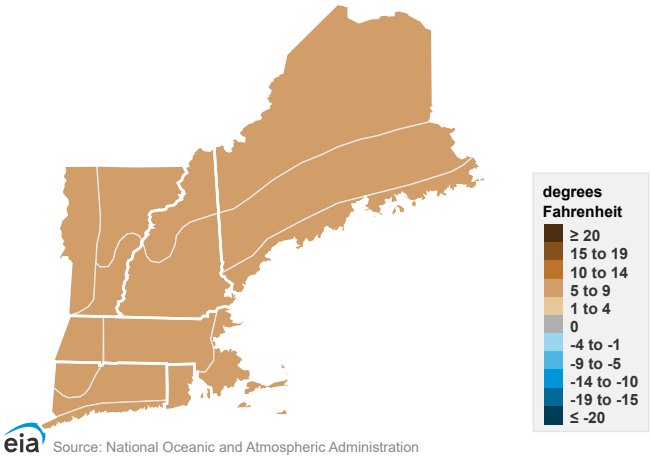 degrees
Fahrenheit
≥ 20
15 to 19
10 to 14
5 to 9
1 to 4
0
-4 to -1
-9 to -5
-14 to -10
-19 to -15
≤ -20
eia
Source: National Oceanic and Atmospheric Administration